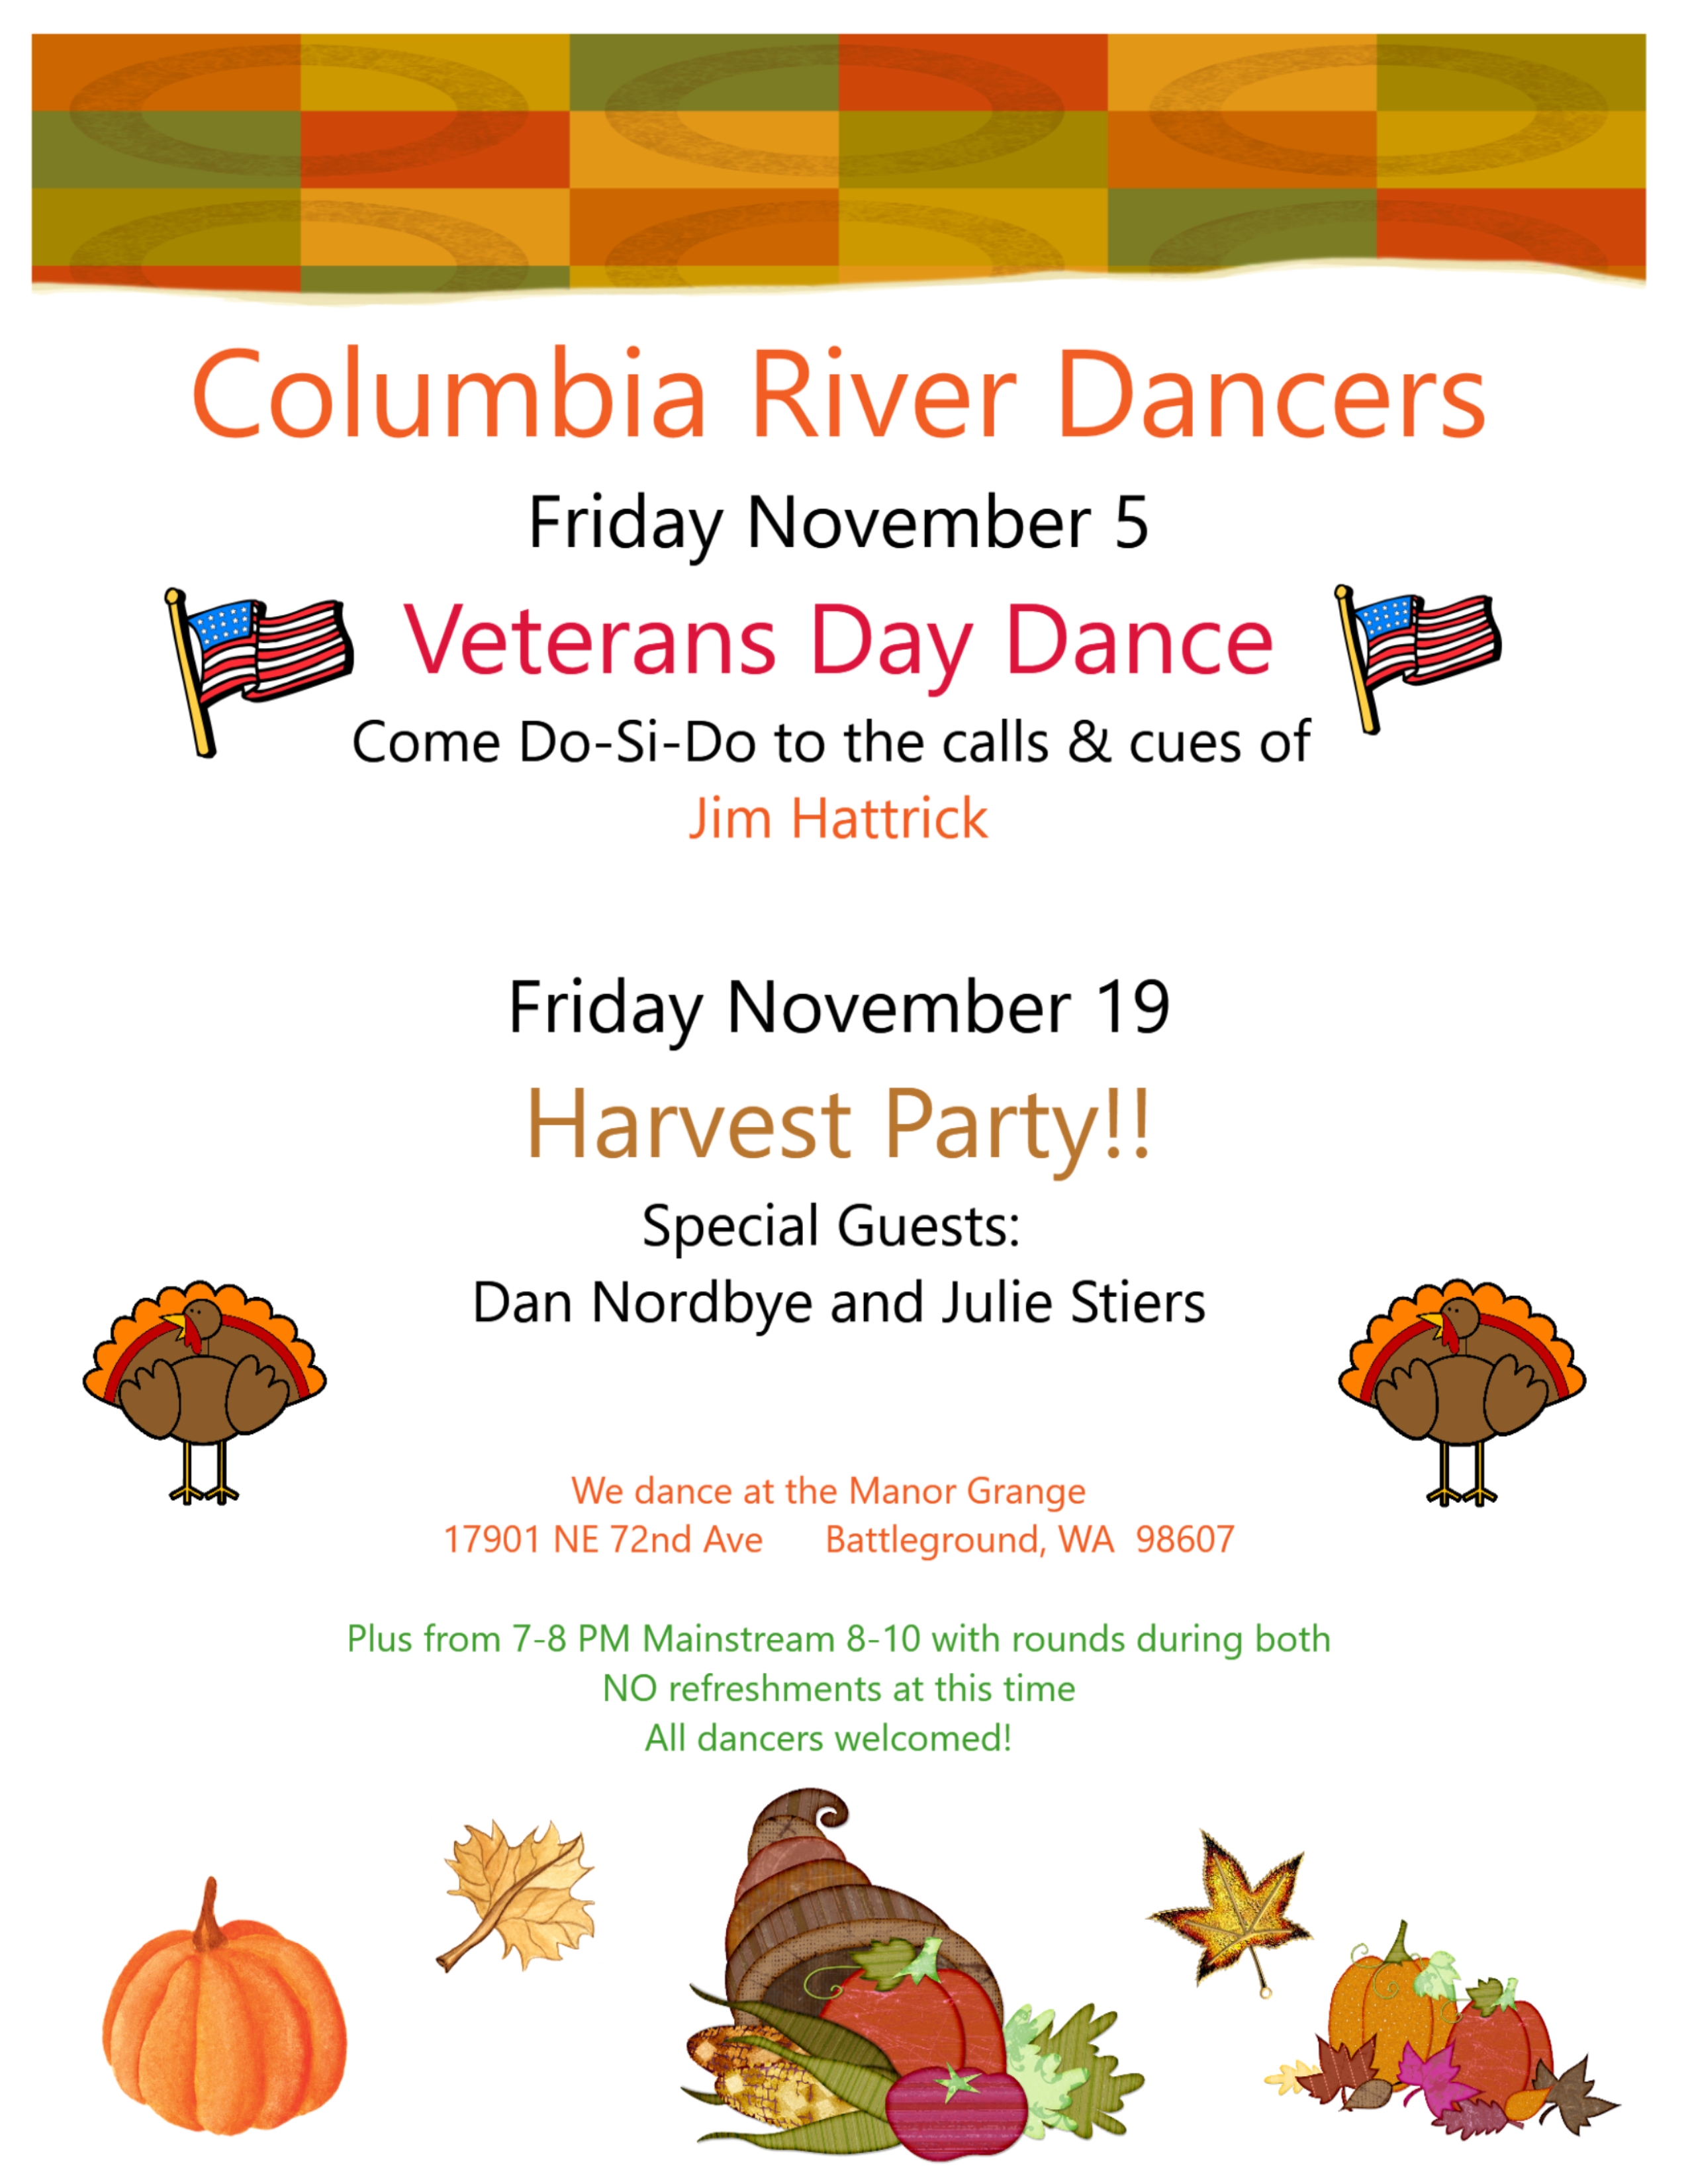 Columbia River Dancers
Friday November 5
Veterans Day Dance
Come Do-Si-Do to the calls & cues of
Jim Hattrick
Friday November 19
Harvest Party!!
Special Guests:
Dan Nordbye and Julie Stiers
We dance at the Manor Grange
17901 NE 72nd Ave Battleground, WA 98607
Plus from 7-8 PM Mainstream 8-10 with rounds during both
NO refreshments at this time
All dancers welcomed!